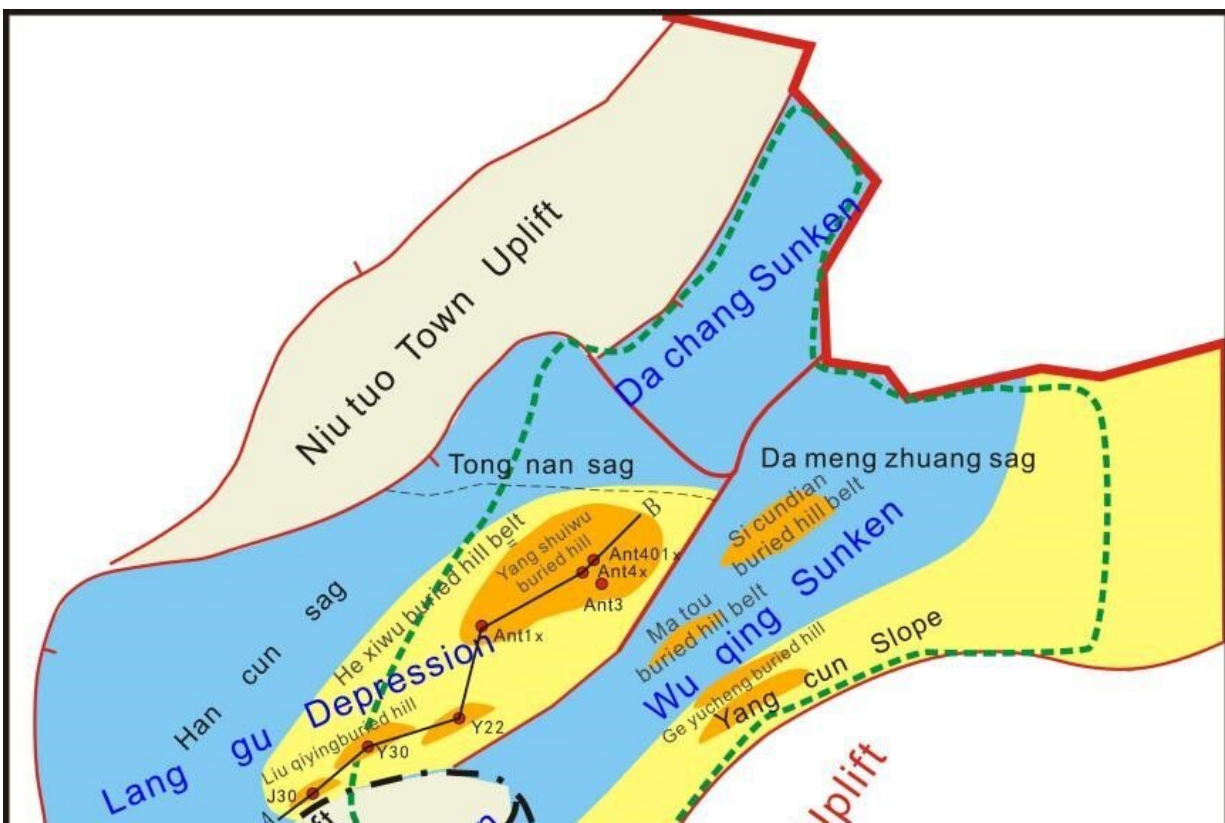 Niu tuo Town Uplift
Da chang Sunken
Tong nan sag
Da meng zhuang sag
Si cundian
buried hill belt
He xiwu buried hill belt
Yang shuiwu
buried hill
B
Ant401x
Ant4x
Ant3
Ant1x
Ma tou
buried hill belt
Wu qing Sunken
Ge yucheng buried hill
Yang cun Slope
Han cun sag
Lang gu Depression
Liu qiyingburied hill
Y22
Y30
J30
A
ft
n
Uplift